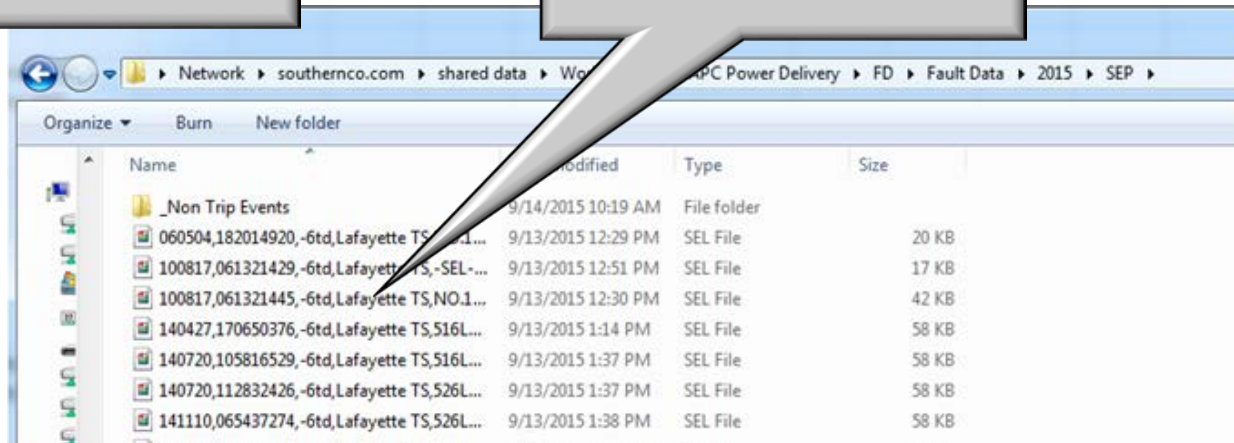 Network ▸ southernco.com ▸ shared data ▸ APC Power Delivery ▸ FD ▸ Fault Data ▸ 2015 ▸ SEP ▸
Organize Burn New folder
Name Type Size
_Non Trip Events 9/14/2015 10:19 AM File folder
060504,182014920,-6td,Lafayette 9/13/2015 12:29 PM SEL File 20 KB
100817,061321429,-6td,Lafayette TS,-SEL-... 9/13/2015 12:51 PM SEL File 17 KB
100817,061321445,-6td,Lafayette TS,NO.1... 9/13/2015 12:30 PM SEL File 42 KB
140427,170650376,-6td,Lafayette TS,516L... 9/13/2015 1:14 PM SEL File 58 KB
140720,105816529,-6td,Lafayette TS,516L... 9/13/2015 1:37 PM SEL File 58 KB
140720,112832426,-6td,Lafayette TS,526L... 9/13/2015 1:37 PM SEL File 58 KB
141110,065437274,-6td,Lafayette TS,526L... 9/13/2015 1:38 PM SEL File 58 KB